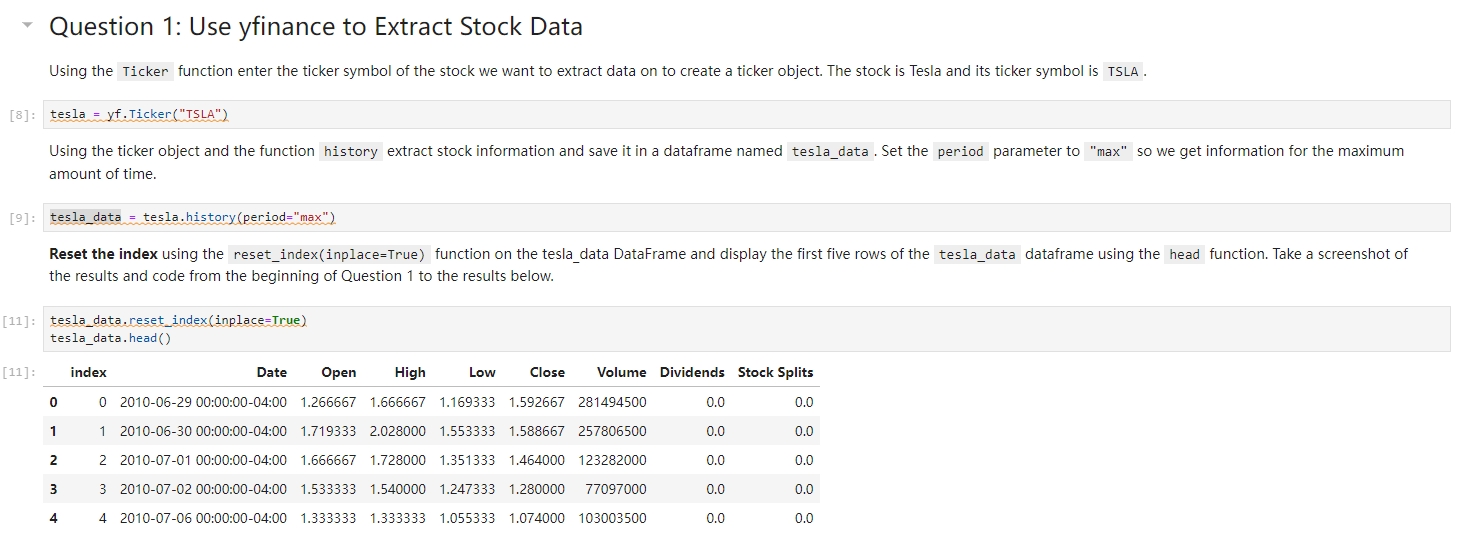 Question 1: Use yfinance to Extract Stock Data
Using the Ticker function enter the ticker symbol of the stock we want to extract data on to create a ticker object. The stock is Tesla and its ticker symbol is TSLA .
[8]: tesla = yf.Ticker("TSLA")
Using the ticker object and the function history extract stock information and save it in a dataframe named tesla_data . Set the period parameter to "max" so we get information for the maximum
amount of time.
[9]: tesla_data = tesla.history(period="max")
Reset the index using the reset_index(inplace=True) function on the tesla_data DataFrame and display the first five rows of the tesla_data dataframe using the head function. Take a screenshot of
the results and code from the beginning of Question 1 to the results below.
[11]: tesla_data.reset_index(inplace=True)
tesla_data.head()
[11]: index Date Open High Low Close Volume Dividends Stock Splits
0 0 2010-06-29 00:00:00-04:00 1.266667 1.666667 1.169333 1.592667 281494500 0.0 0.0
1 1 2010-06-30 00:00:00-04:00 1.719333 2.028000 1.553333 1.588667 257806500 0.0 0.0
2 2 2010-07-01 00:00:00-04:00 1.666667 1.728000 1.351333 1.464000 123282000 0.0 0.0
3 3 2010-07-02 00:00:00-04:00 1.533333 1.540000 1.247333 1.280000 77097000 0.0 0.0
4 4 2010-07-06 00:00:00-04:00 1.333333 1.333333 1.055333 1.074000 103003500 0.0 0.0